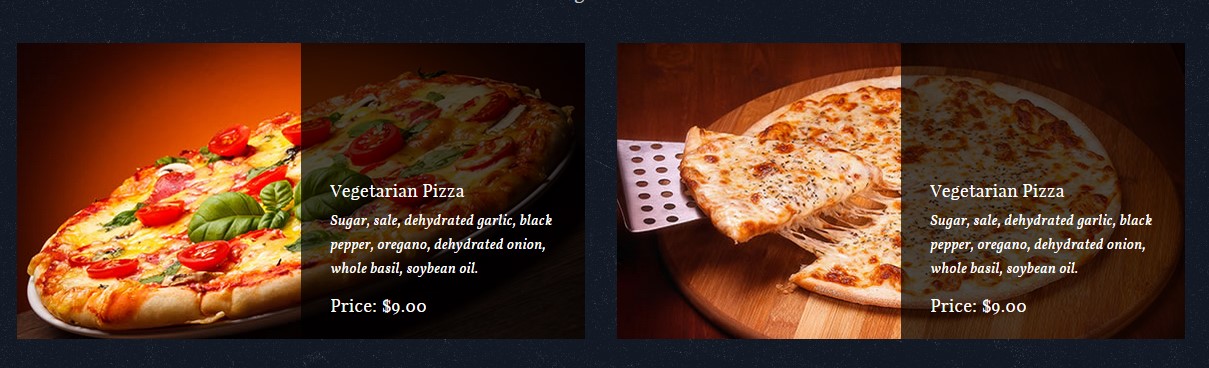 Vegetarian Pizza
Sugar, sale, dehydrated garlic, black
pepper, oregano, dehydrated onion,
whole basil, soybean oil.
Price: $9.00
Vegetarian Pizza
Sugar, sale, dehydrated garlic, black
pepper, oregano, dehydrated onion,
whole basil, soybean oil.
Price: $9.00